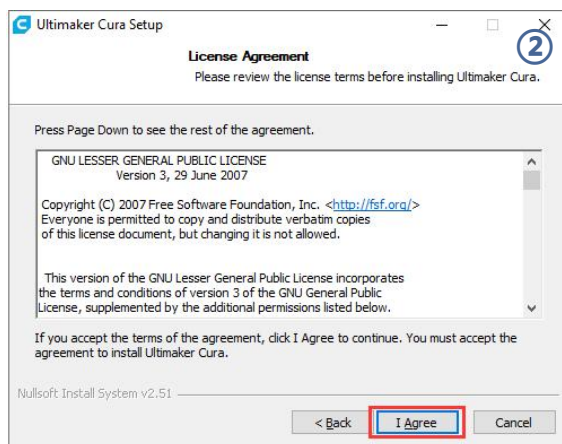 Ultimaker Cura Setup
②
License Agreement
Please review the license terms before installing Ultimaker Cura.
Press Page Down to see the rest of the agreement.
GNU LESSER GENERAL PUBLIC LICENSE
Version 3, 29 June 2007
Copyright (C) 2007 Free Software Foundation, Inc. <http://fsf.org/>
Everyone is permitted to copy and distribute verbatim copies
of this license document, but changing it is not allowed.
This version of the GNU Lesser General Public License incorporates
the terms and conditions of version 3 of the GNU General Public
License, supplemented by the additional permissions listed below.
If you accept the terms of the agreement, click I Agree to continue. You must accept the
agreement to install Ultimaker Cura.
Nullsoft Install System v2.51
< Back I Agree Cancel